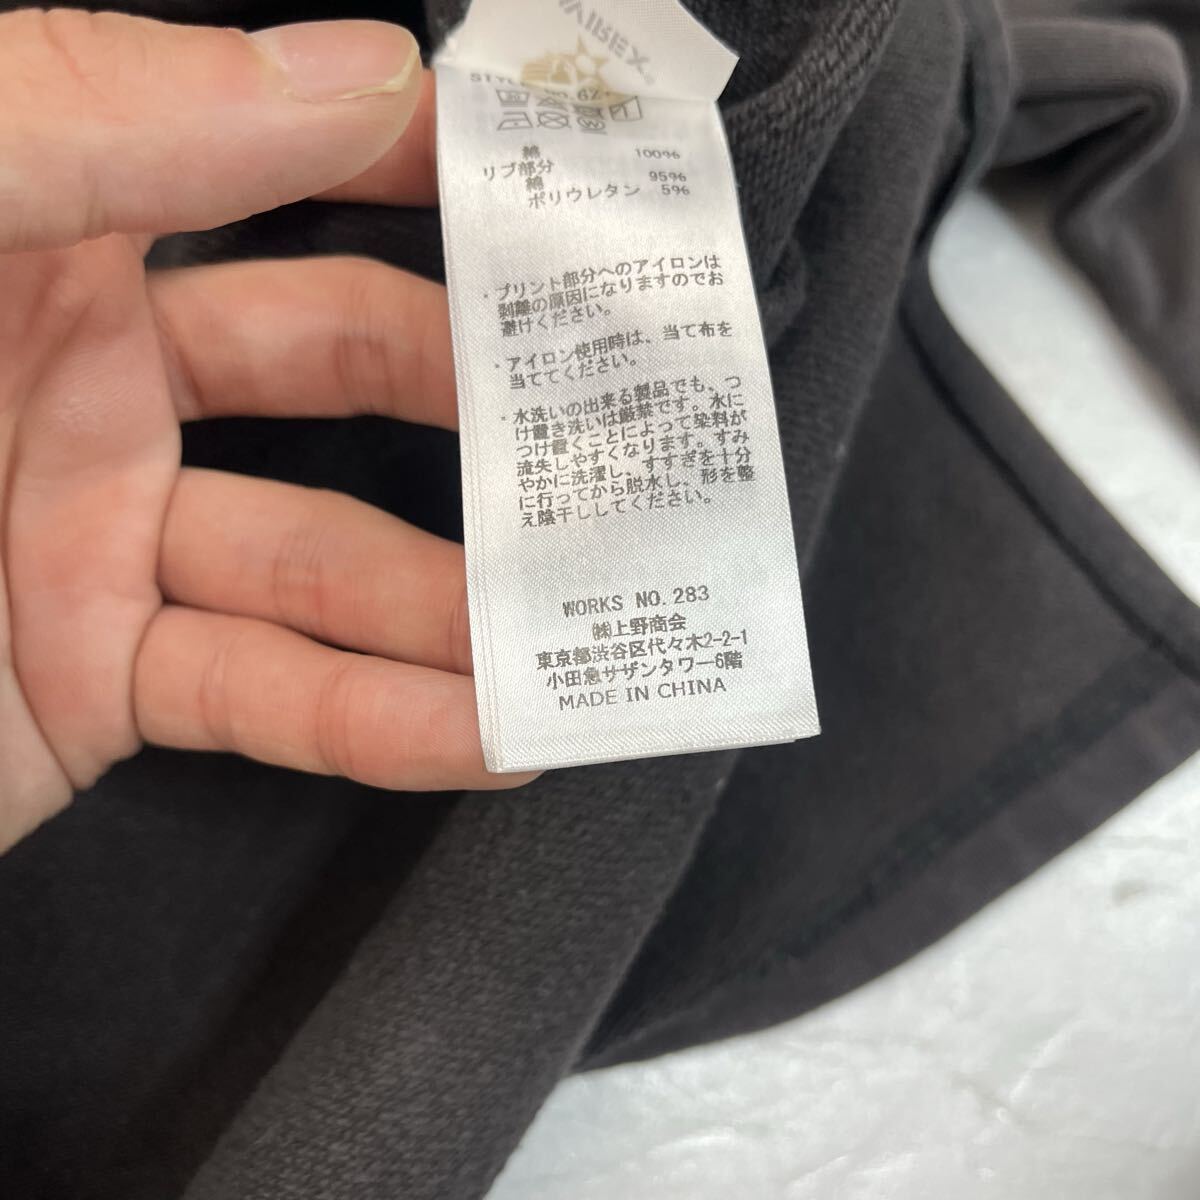 綿 100%
リブ部分
綿 95%
ポリウレタン 5%
・プリント部分へのアイロンは
剥離の原因になりますのでお
避けください。
・アイロン使用時は、当て布を
当ててください。
・水洗いの出来る製品でも、つ
け置き洗いは厳禁です。水に
つけ置くことによって染料が
流失しやすくなります。すみ
やかに洗濯し、すすぎを十分
に行ってから脱水し、形を整
え陰干ししてください。
WORKS NO.283
㈱上野商会
東京都渋谷区代々木2-2-1
小田急サザンタワー6階
MADE IN CHINA